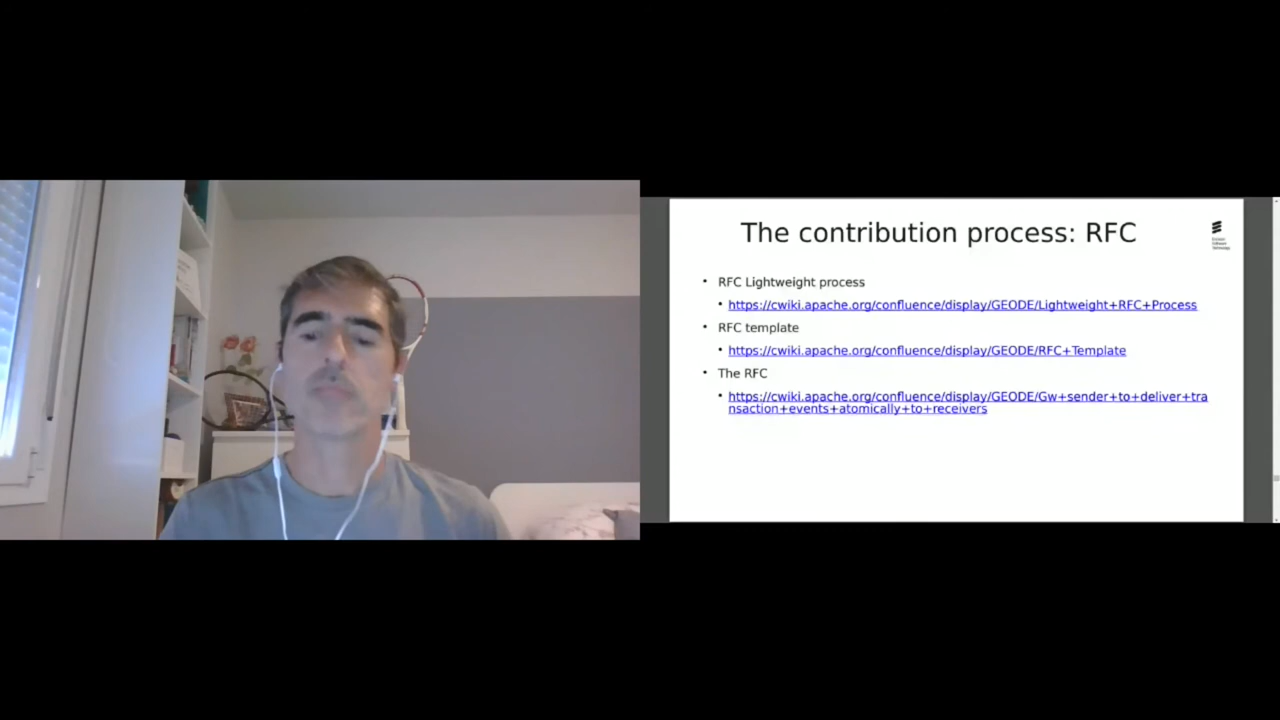 The contribution process: RFC
• RFC Lightweight process
• https://cwiki.apache.org/confluence/display/GEODE/Lightweight+RFC+Process
• RFC template
• https://cwiki.apache.org/confluence/display/GEODE/RFC+Template
• The RFC
• https://cwiki.apache.org/confluence/display/GEODE/Gw+sender+to+deliver+tra
nsaction+events+atomically+to+receivers